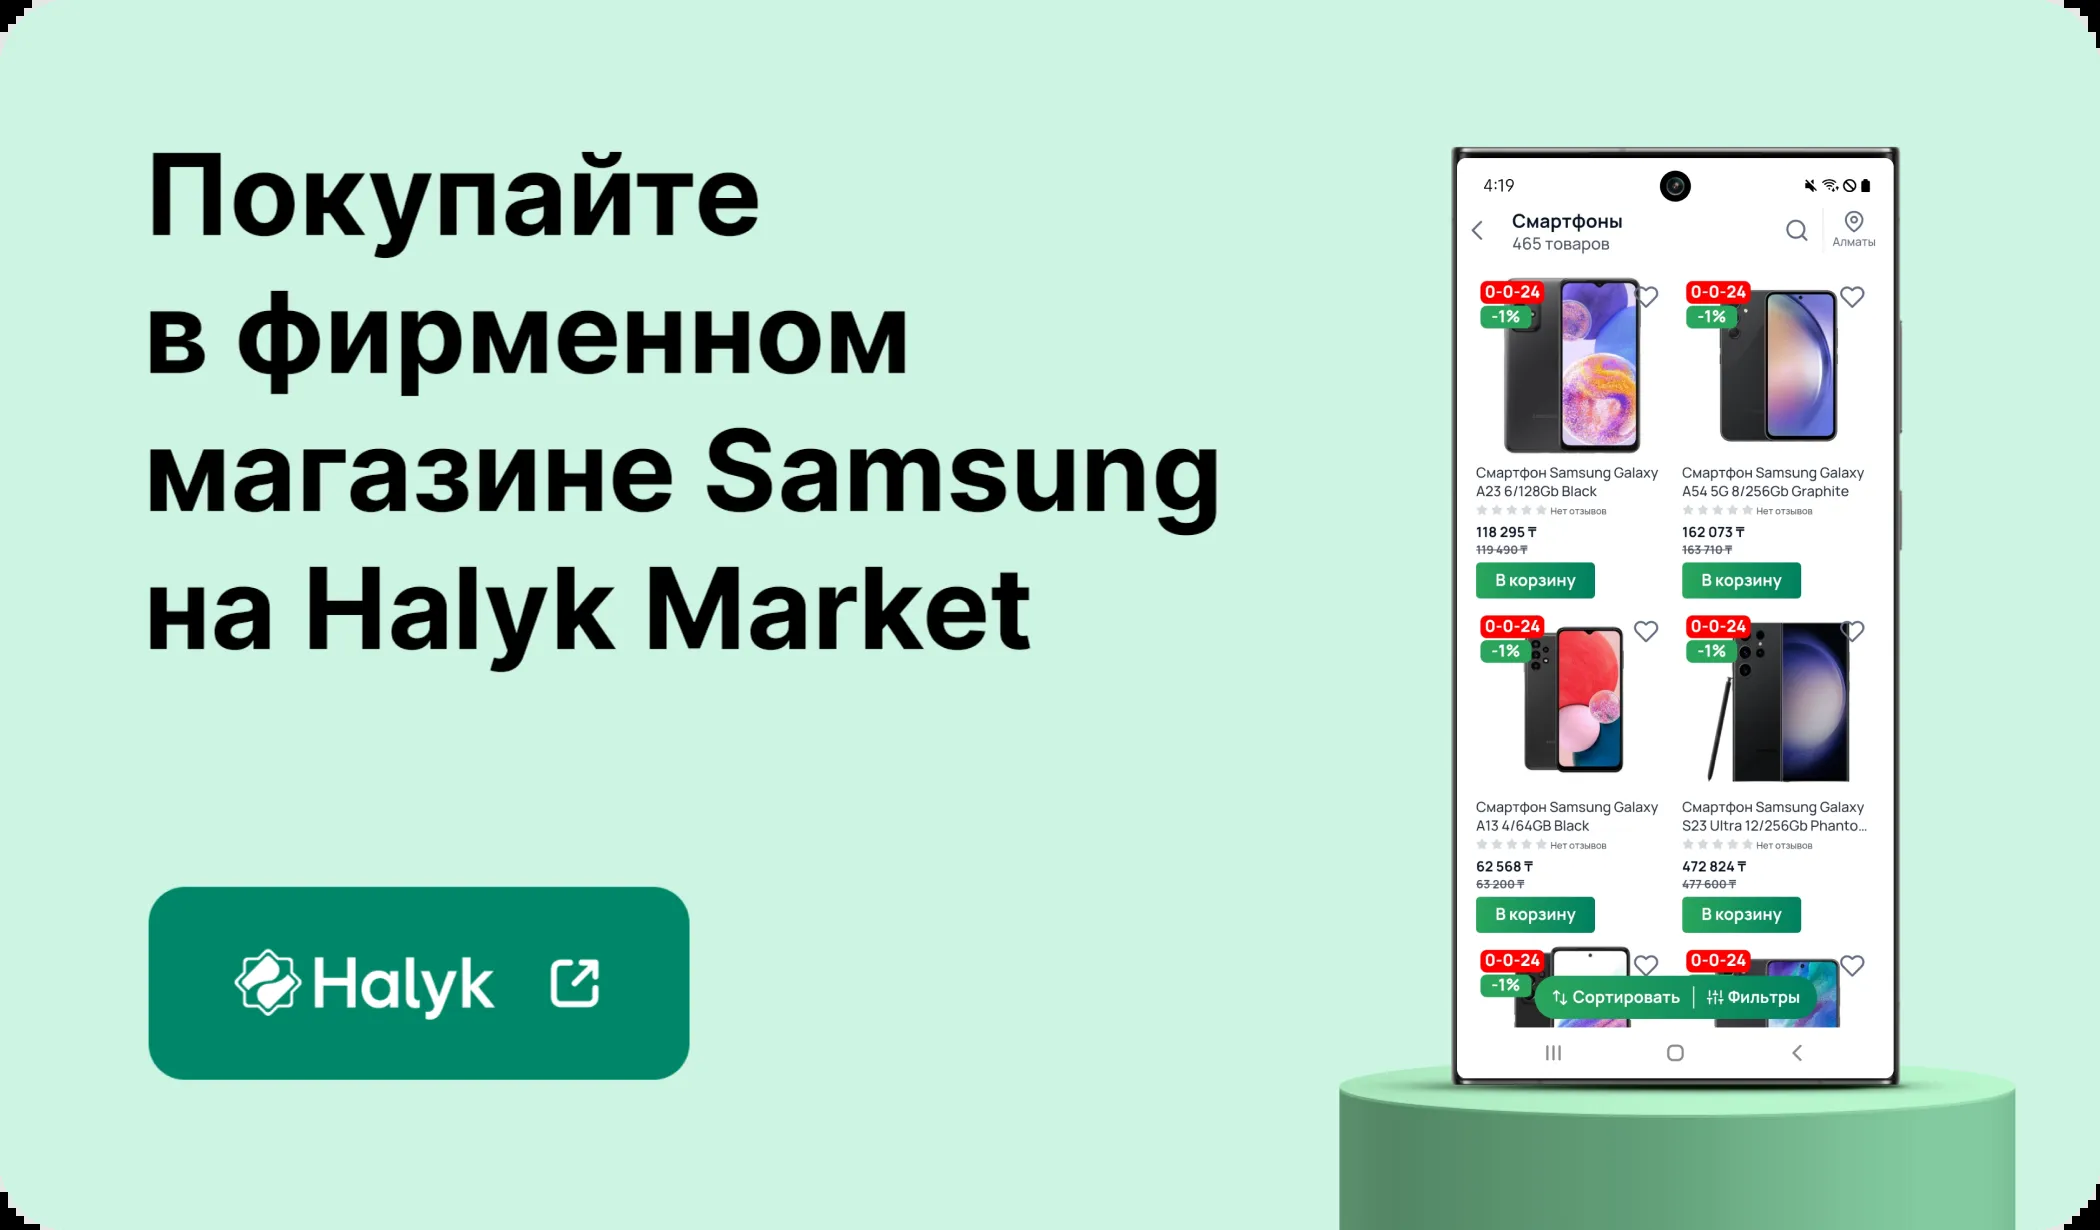 Покупайте
в фирменном
магазине Samsung
на Halyk Market
Halyk
4:19
Смартфоны
465 товаров
Алматы
0-0-24
-1%
0-0-24
-1%
Смартфон Samsung Galaxy
A23 6/128Gb Black
Нет отзывов
118 295 ₸
119 490 ₸
В корзину
Смартфон Samsung Galaxy
A54 5G 8/256Gb Graphite
Нет отзывов
162 073 ₸
163 710 ₸
В корзину
0-0-24
-1%
0-0-24
-1%
Смартфон Samsung Galaxy
A13 4/64GB Black
Нет отзывов
62 568 ₸
63 200 ₸
В корзину
Смартфон Samsung Galaxy
S23 Ultra 12/256Gb Phanto...
Нет отзывов
472 824 ₸
477 600 ₸
В корзину
0-0-24
-1%
0-0-24
Сортировать
Фильтры